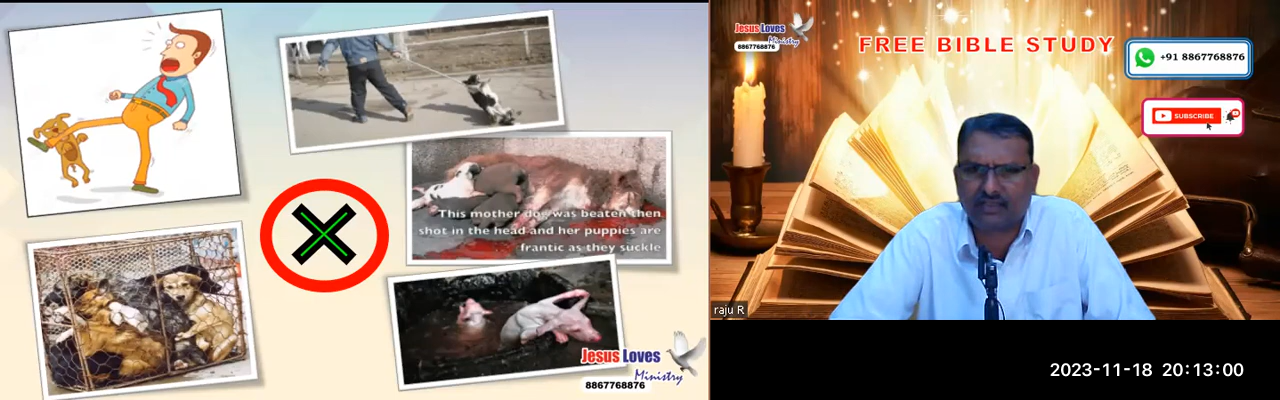 This mother dog was beaten then
shot in the head and her puppies are
frantic as they suckle
Jesus Loves
Ministry
8867768876
Jesus Loves
Ministry
8867768876
FREE BIBLE STUDY
+91 8867768876
SUBSCRIBE
raju R
2023-11-18 20:13:00